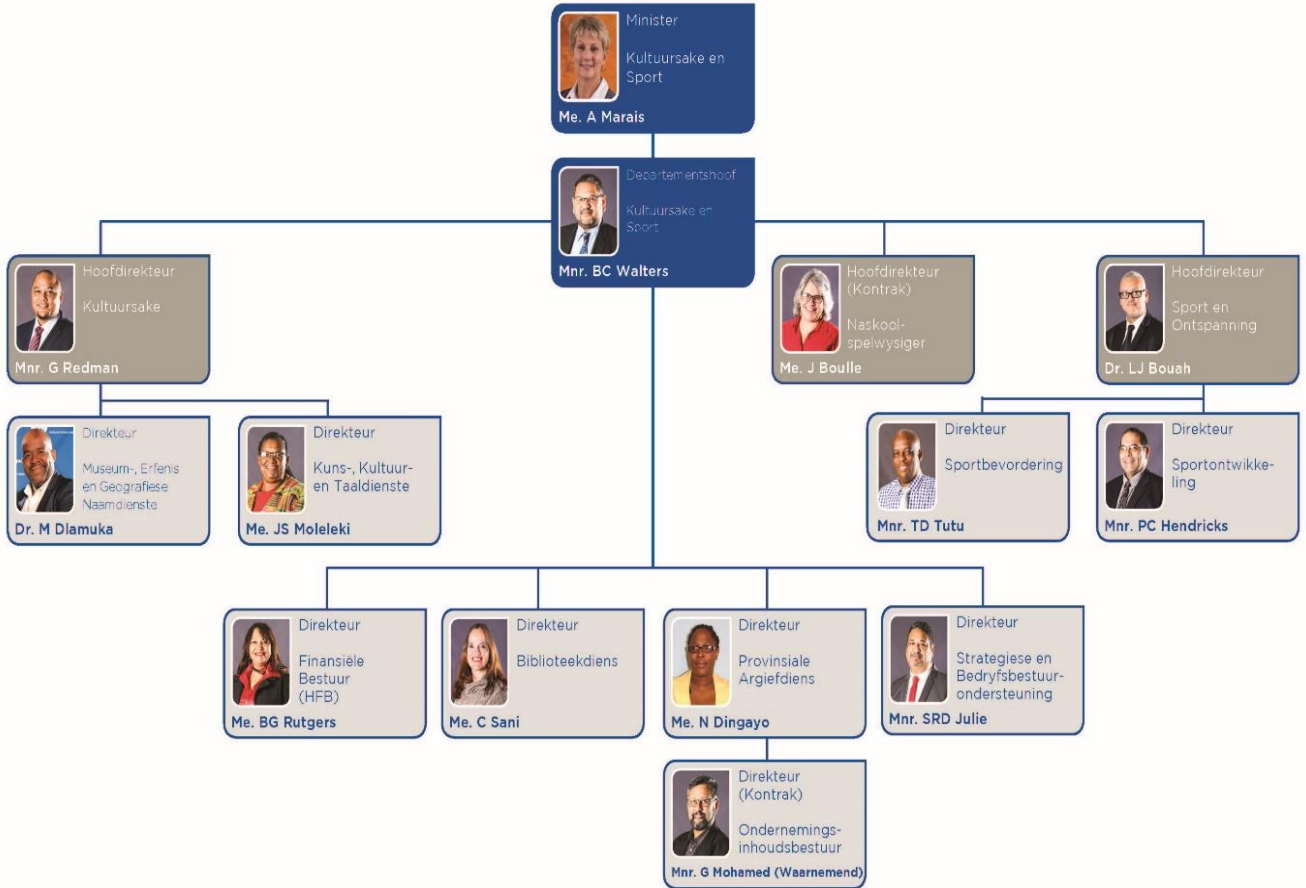 Minister
Kultuursake en
Sport
Me. A Marais
Departementshoof
Kultuursake en
Sport
Mnr. BC Walters
Hoofdirekteur
Kultuursake
Mnr. G Redman
Hoofdirekteur
(Kontrak)
Naskool-
spelwysiger
Me. J Boulle
Hoofdirekteur
Sport en
Ontspanning
Dr. LJ Bouah
Direkteur
Museum-, Erfenis
en Geografiese
Naamdienste
Dr. M Dlamuka
Direkteur
Kuns-, Kultuur-
en Taaldienste
Me. JS Moleleki
Direkteur
Sportbevordering
Mnr. TD Tutu
Direkteur
Sportontwikke-
ling
Mnr. PC Hendricks
Direkteur
Finansiële
Bestuur
(HFB)
Me. BG Rutgers
Direkteur
Biblioteekdiens
Me. C Sani
Direkteur
Provinsiale
Argiefdiens
Me. N Dingayo
Direkteur
Strategiese en
Bedryfsbestuur-
ondersteuning
Mnr. SRD Julie
Direkteur
(Kontrak)
Ondernemings-
inhoudsbestuur
Mnr. G Mohamed (Waarnemend)